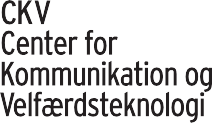 CKV
Center for
Kommunikation og
Velfærdsteknologi